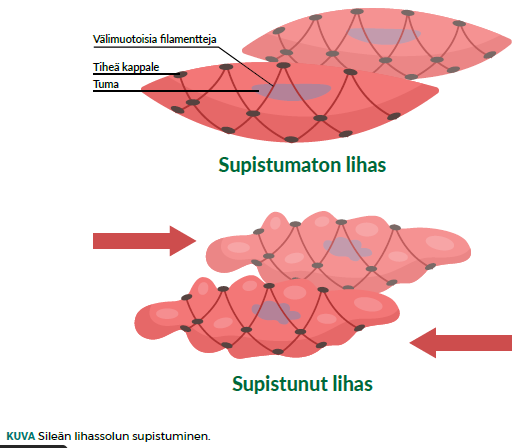 Välimuotoisia filamentteja
Tiheä kappale
Tuma
Supistumaton lihas
Supistunut lihas
KUVA Sileän lihassolun supistuminen.